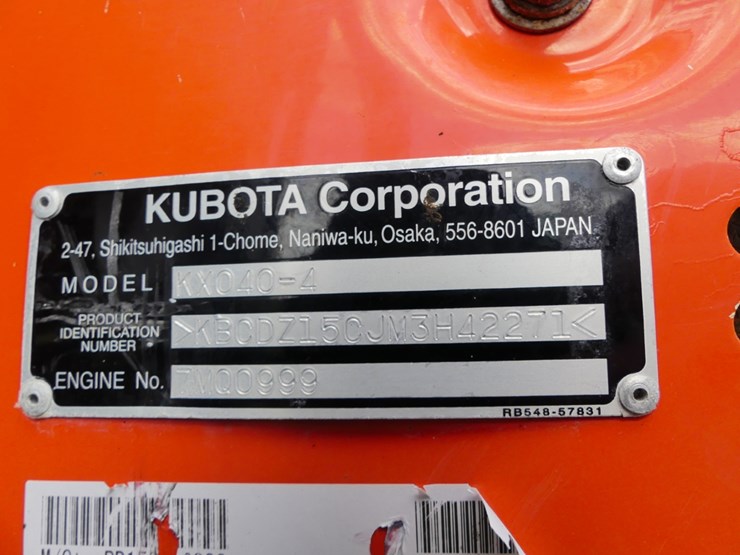 KUBOTA Corporation
2-47, Shikitsuhigashi 1-Chome, Naniwa-ku, Osaka, 556-8601 JAPAN
MODEL KX040-4
PRODUCT IDENTIFICATION NUMBER >KBCDZ15CJM3H42271<
ENGINE No. 7MQ0999
RB548-57831